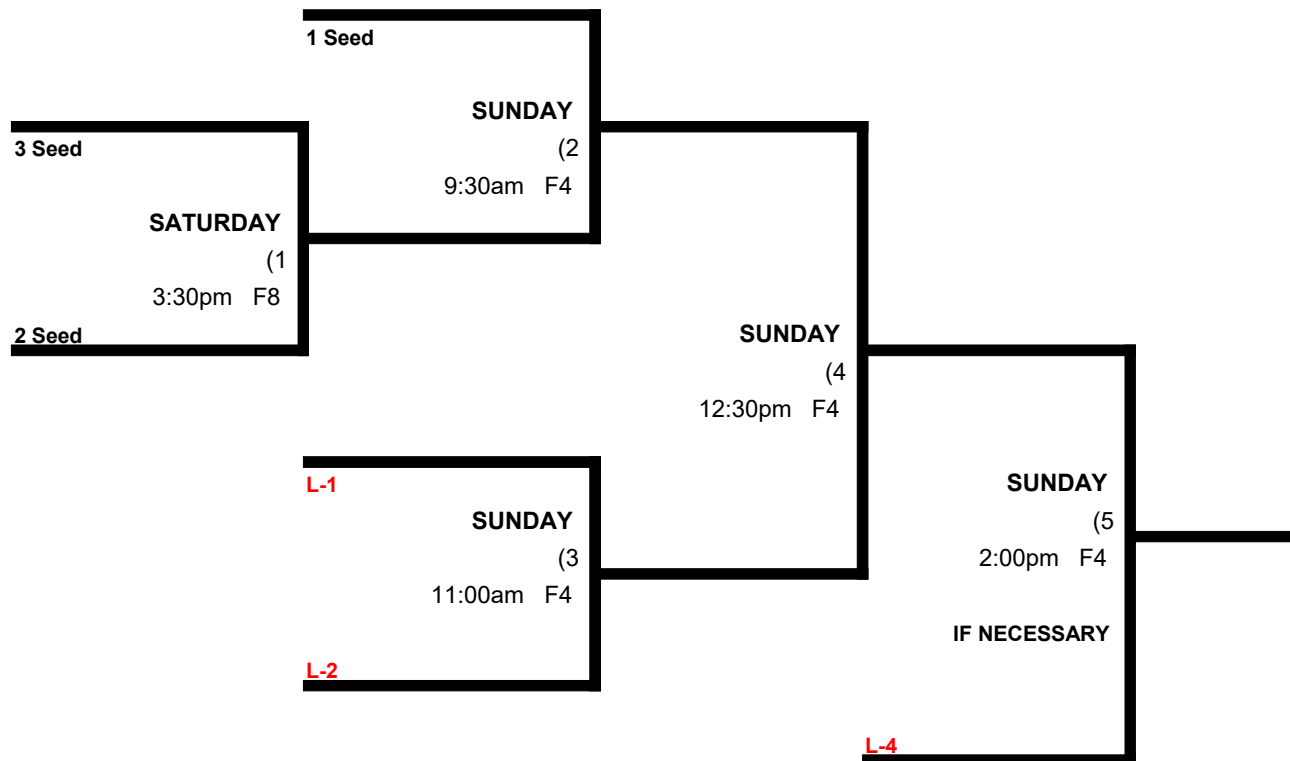 1 Seed
SUNDAY
(2
9:30am F4
3 Seed
SATURDAY
(1
3:30pm F8
2 Seed
SUNDAY
(4
12:30pm F4
L-1
SUNDAY
(3
11:00am F4
L-2
SUNDAY
(5
2:00pm F4
IF NECESSARY
L-4